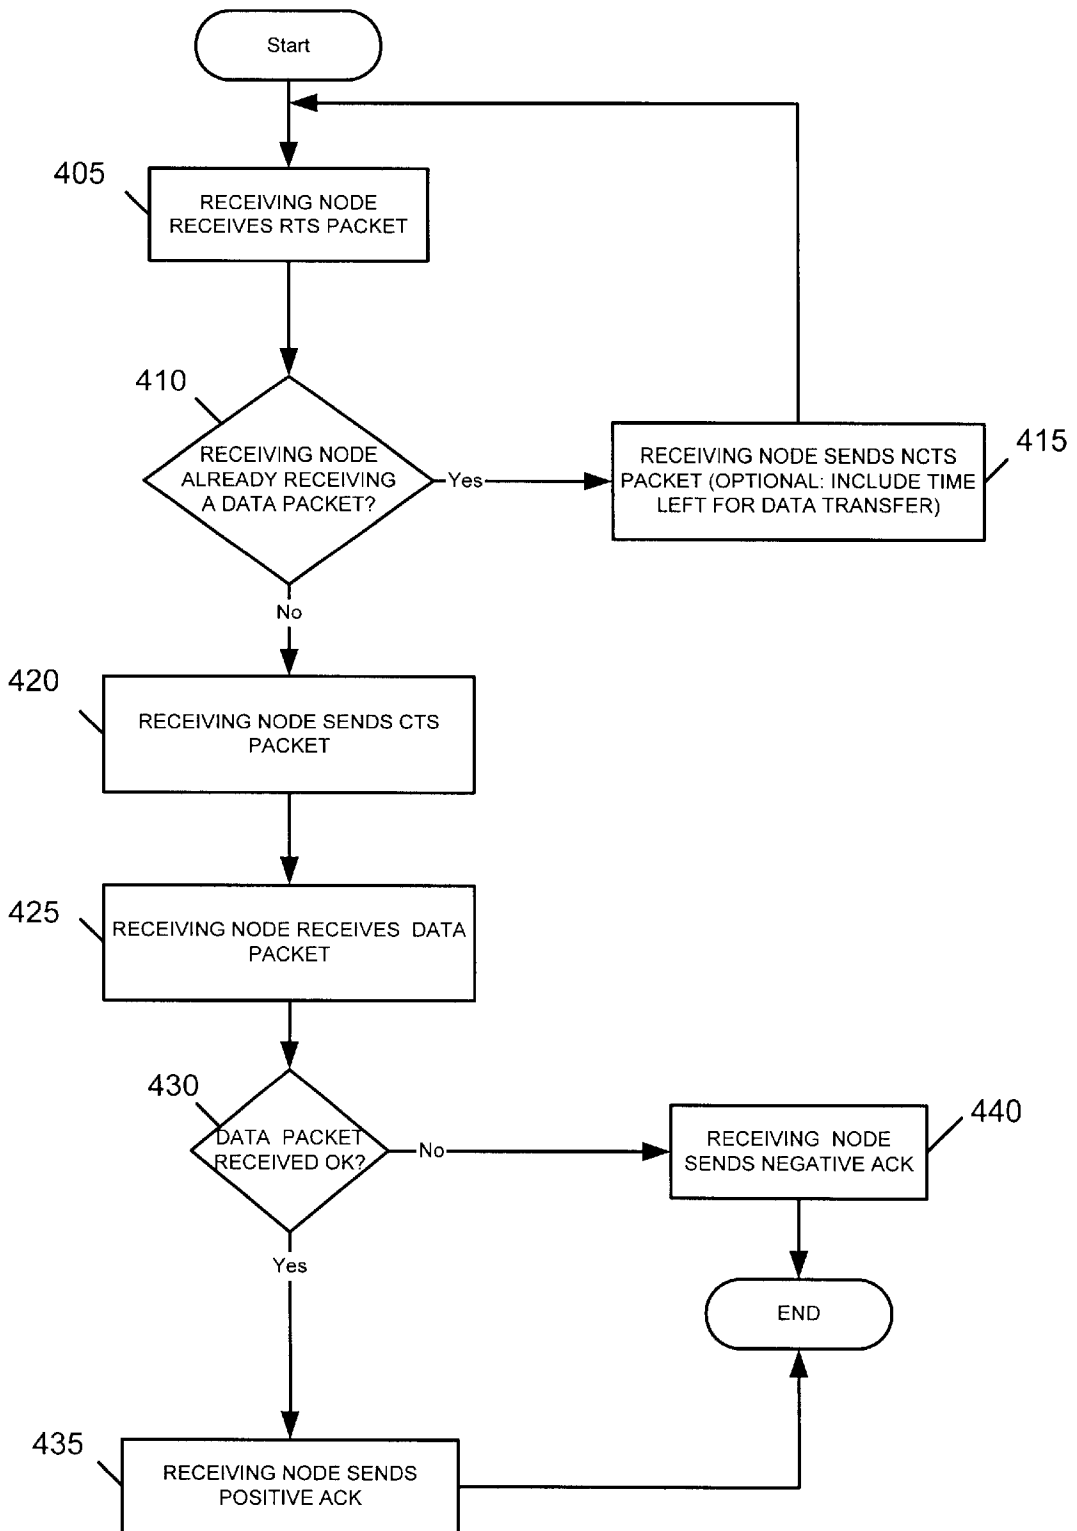 Start
405
RECEIVING NODE
RECEIVES RTS PACKET
410
RECEIVING NODE
ALREADY RECEIVING
A DATA PACKET?
Yes
RECEIVING NODE SENDS NCTS
PACKET (OPTIONAL: INCLUDE TIME
LEFT FOR DATA TRANSFER)
415
No
420
RECEIVING NODE SENDS CTS
PACKET
425
RECEIVING NODE RECEIVES DATA
PACKET
430
DATA PACKET
RECEIVED OK?
No
RECEIVING NODE
SENDS NEGATIVE ACK
440
Yes
END
435
RECEIVING NODE SENDS
POSITIVE ACK